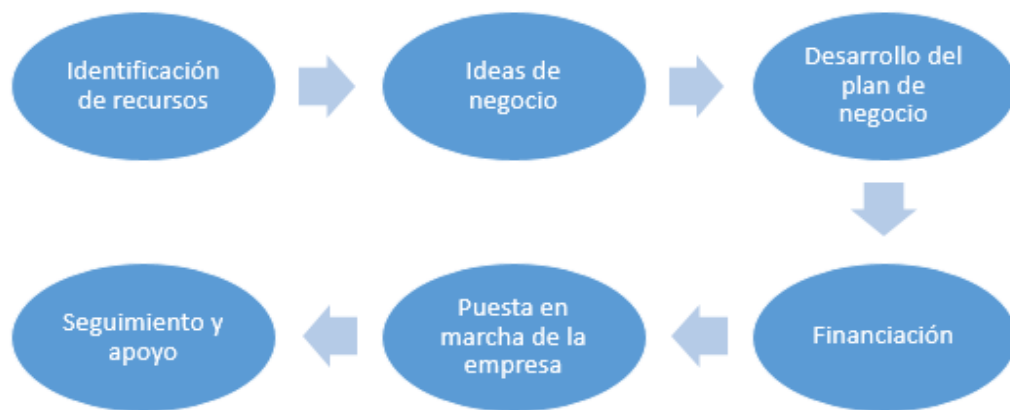 Identificación
de recursos
Ideas de
negocio
Desarrollo del
plan de
negocio
Financiación
Puesta en
marcha de la
empresa
Seguimiento y
apoyo